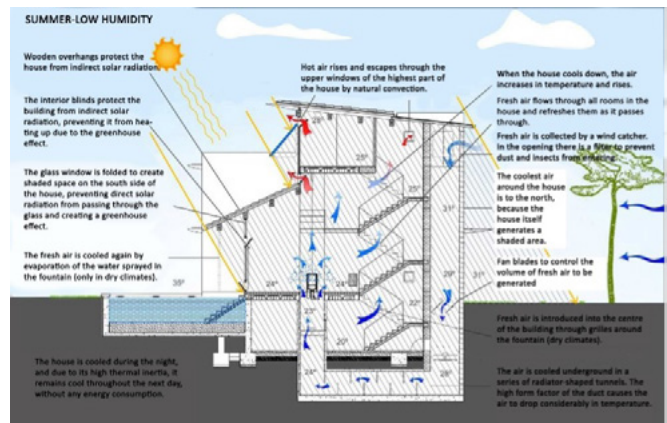 SUMMER-LOW HUMIDITY
Wooden overhangs protect the
house from indirect solar radiation.
The interior blinds protect the
building from indirect solar
radiation, preventing it from hea-
ting up due to the greenhouse
effect.
The glass window is folded to create
shaded space on the south side of
the house, preventing direct solar
radiation from passing through the
glass and creating a greenhouse
effect.
The fresh air is cooled again by
evaporation of the water sprayed in
the fountain (only in dry climates).
The house is cooled during the night,
and due to its high thermal inertia, it
remains cool throughout the next day,
without any energy consumption.
Hot air rises and escapes through the
upper windows of the highest part of
the house by natural convection.
When the house cools down, the air
increases in temperature and rises.
Fresh air flows through all rooms in the
house and refreshes them as it passes
through.
Fresh air is collected by a wind catcher.
In the opening there is a filter to prevent
dust and insects from entering.
The coolest air
around the house
is to the north,
because the
house itself
generates a
shaded area.
Fan blades to control the
volume of fresh air to be
generated
Fresh air is introduced into the centre
of the building through grilles around
the fountain (dry climates).
The air is cooled underground in a
series of radiator-shaped tunnels. The
high form factor of the duct causes the
air to drop considerably in temperature.
28°
25°
25°
31°
35°
24°
24°
24°
29°
31°
23°
24°